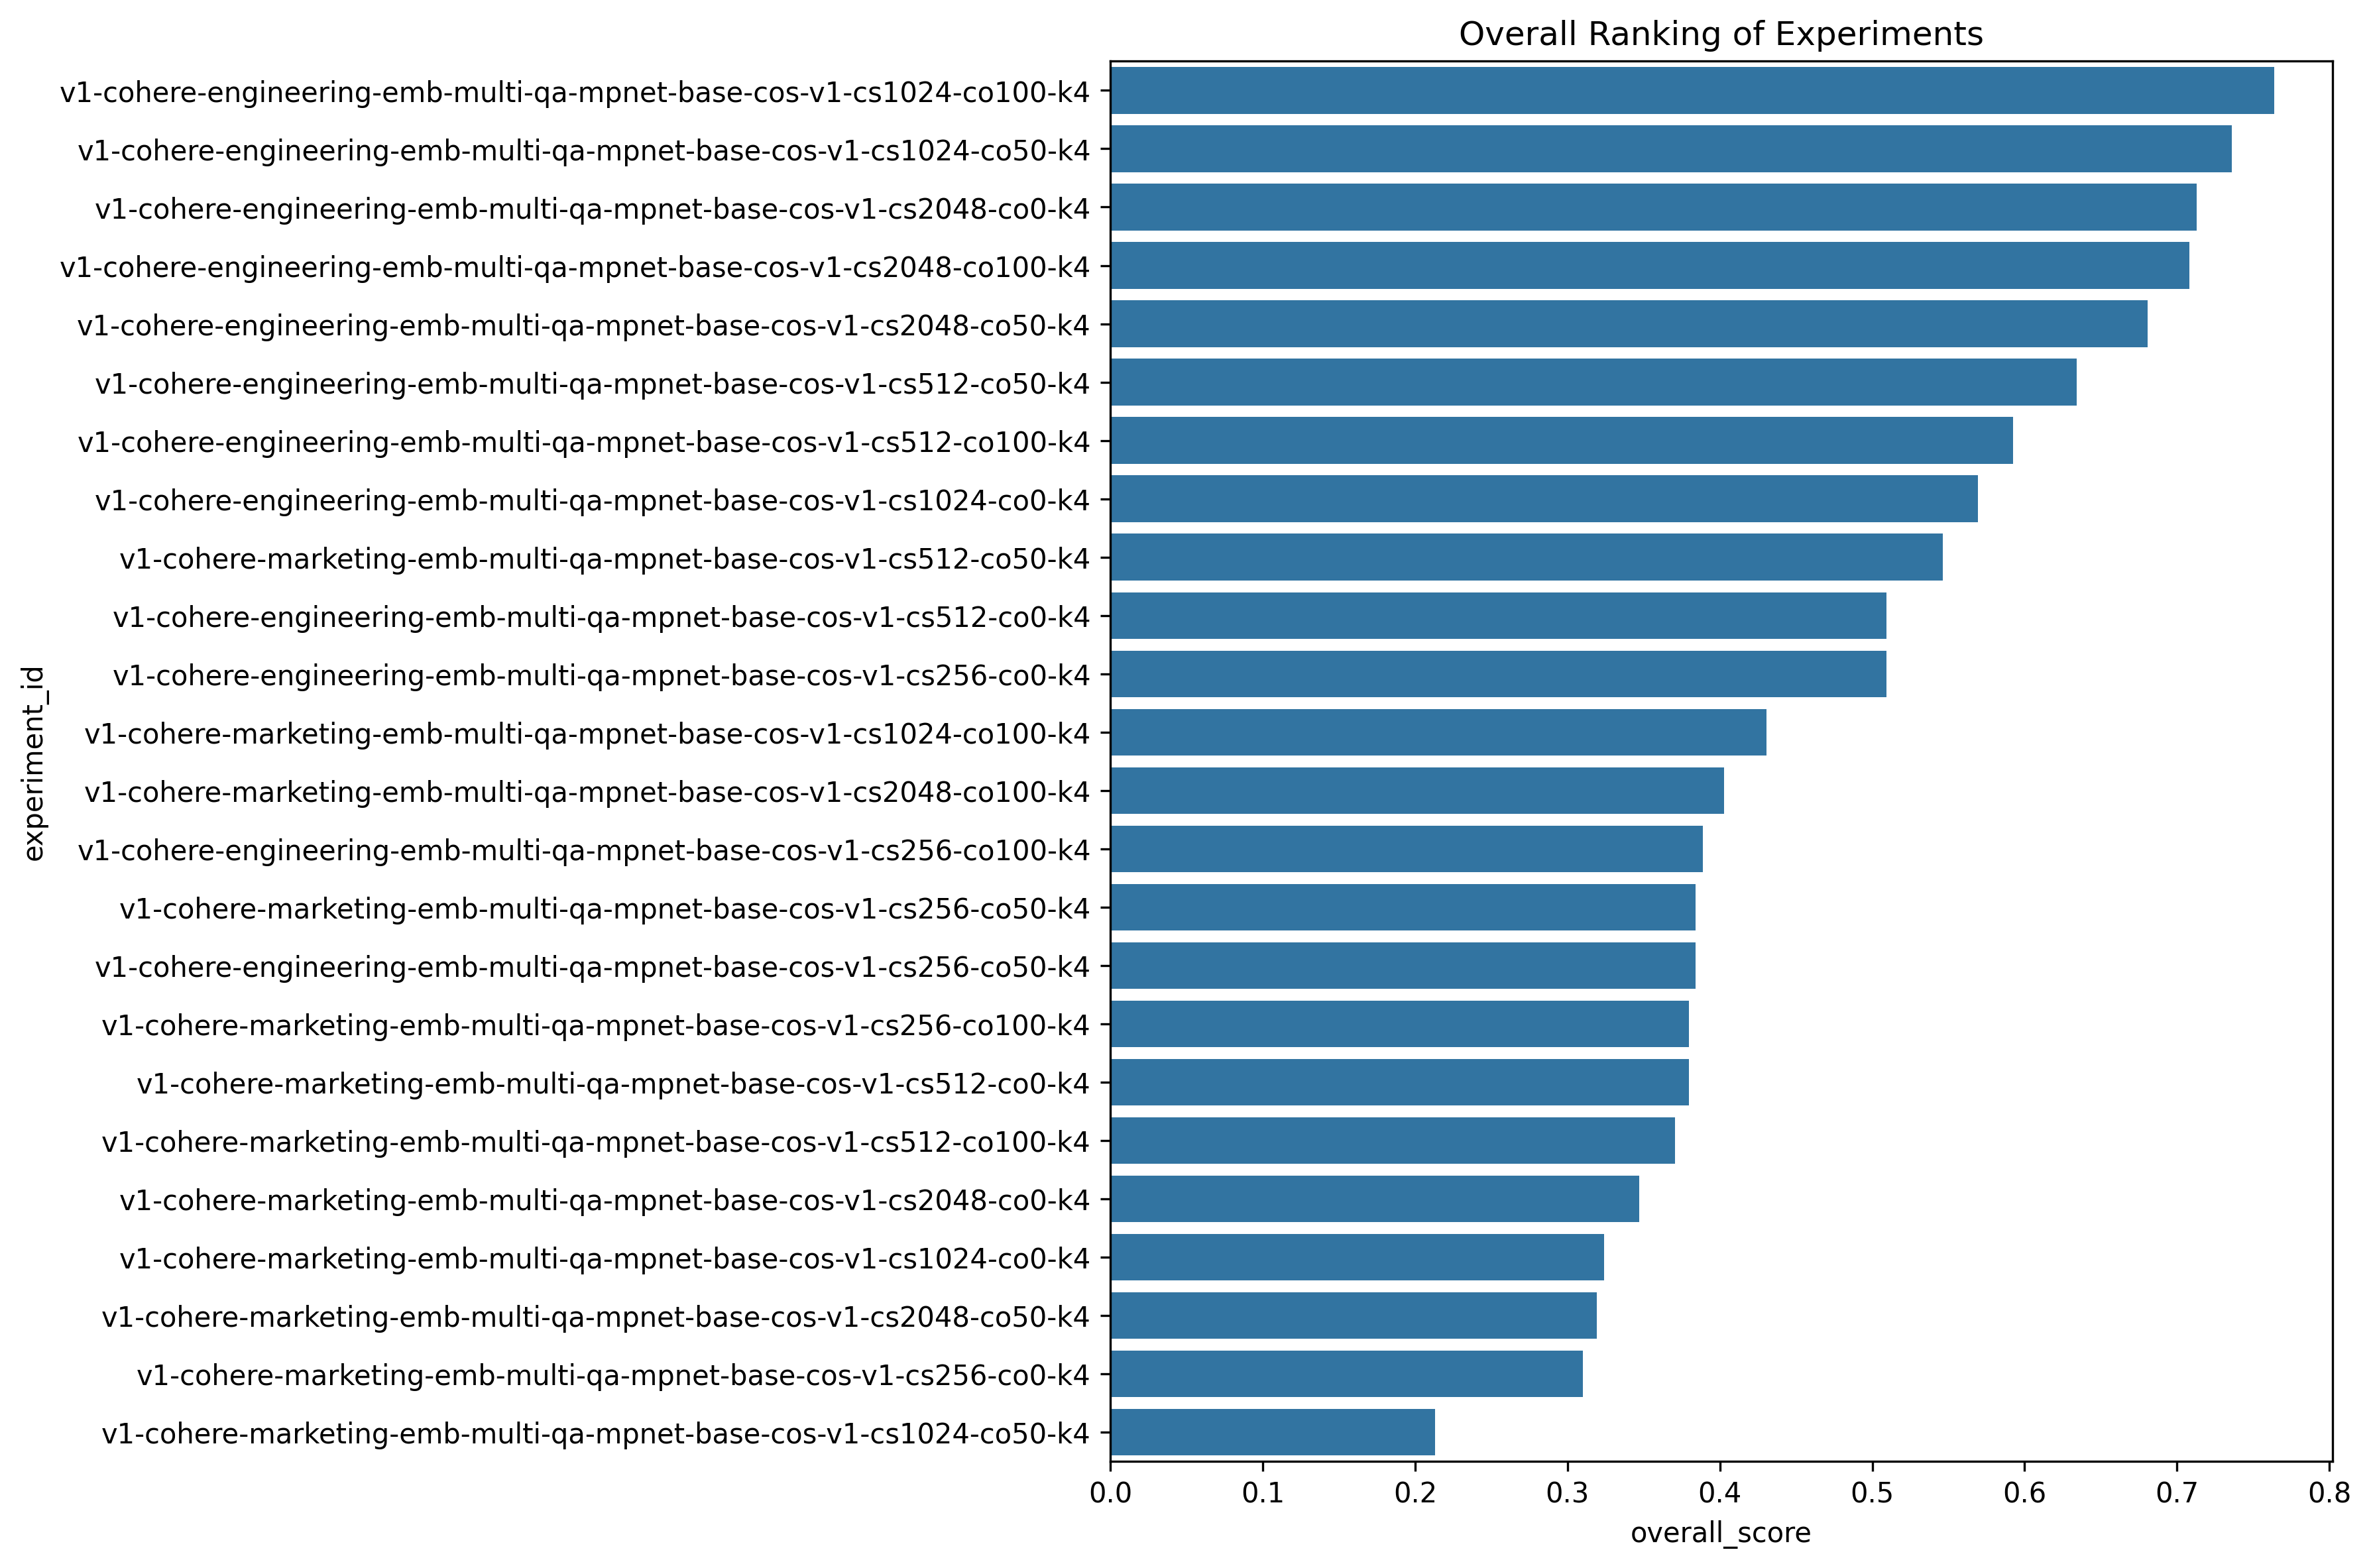 Overall Ranking of Experiments
v1-cohere-engineering-emb-multi-qa-mpnet-base-cos-v1-cs1024-co100-k4
v1-cohere-engineering-emb-multi-qa-mpnet-base-cos-v1-cs1024-co50-k4
v1-cohere-engineering-emb-multi-qa-mpnet-base-cos-v1-cs2048-co0-k4
v1-cohere-engineering-emb-multi-qa-mpnet-base-cos-v1-cs2048-co100-k4
v1-cohere-engineering-emb-multi-qa-mpnet-base-cos-v1-cs2048-co50-k4
v1-cohere-engineering-emb-multi-qa-mpnet-base-cos-v1-cs512-co50-k4
v1-cohere-engineering-emb-multi-qa-mpnet-base-cos-v1-cs512-co100-k4
v1-cohere-engineering-emb-multi-qa-mpnet-base-cos-v1-cs1024-co0-k4
v1-cohere-marketing-emb-multi-qa-mpnet-base-cos-v1-cs512-co50-k4
v1-cohere-engineering-emb-multi-qa-mpnet-base-cos-v1-cs512-co0-k4
v1-cohere-engineering-emb-multi-qa-mpnet-base-cos-v1-cs256-co0-k4
v1-cohere-marketing-emb-multi-qa-mpnet-base-cos-v1-cs1024-co100-k4
v1-cohere-marketing-emb-multi-qa-mpnet-base-cos-v1-cs2048-co100-k4
v1-cohere-engineering-emb-multi-qa-mpnet-base-cos-v1-cs256-co100-k4
v1-cohere-marketing-emb-multi-qa-mpnet-base-cos-v1-cs256-co50-k4
v1-cohere-engineering-emb-multi-qa-mpnet-base-cos-v1-cs256-co50-k4
v1-cohere-marketing-emb-multi-qa-mpnet-base-cos-v1-cs256-co100-k4
v1-cohere-marketing-emb-multi-qa-mpnet-base-cos-v1-cs512-co0-k4
v1-cohere-marketing-emb-multi-qa-mpnet-base-cos-v1-cs512-co100-k4
v1-cohere-marketing-emb-multi-qa-mpnet-base-cos-v1-cs2048-co0-k4
v1-cohere-marketing-emb-multi-qa-mpnet-base-cos-v1-cs1024-co0-k4
v1-cohere-marketing-emb-multi-qa-mpnet-base-cos-v1-cs2048-co50-k4
v1-cohere-marketing-emb-multi-qa-mpnet-base-cos-v1-cs256-co0-k4
v1-cohere-marketing-emb-multi-qa-mpnet-base-cos-v1-cs1024-co50-k4
experiment_id
0.0 0.1 0.2 0.3 0.4 0.5 0.6 0.7 0.8
overall_score